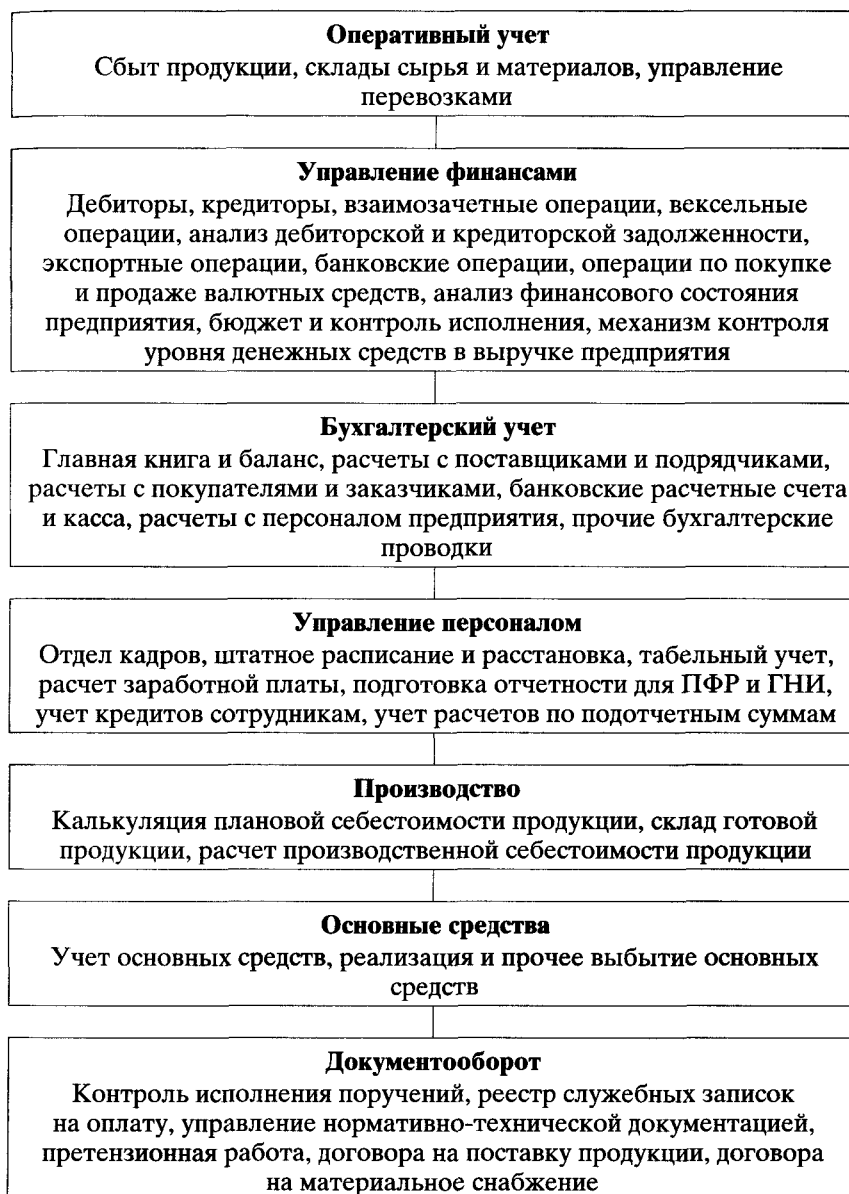 Оперативный учет
Сбыт продукции, склады сырья и материалов, управление
перевозками
Управление финансами
Дебиторы, кредиторы, взаимозачетные операции, вексельные
операции, анализ дебиторской и кредиторской задолженности,
экспортные операции, банковские операции, операции по покупке
и продаже валютных средств, анализ финансового состояния
предприятия, бюджет и контроль исполнения, механизм контроля
уровня денежных средств в выручке предприятия
Бухгалтерский учет
Главная книга и баланс, расчеты с поставщиками и подрядчиками,
расчеты с покупателями и заказчиками, банковские расчетные счета
и касса, расчеты с персоналом предприятия, прочие бухгалтерские
проводки
Управление персоналом
Отдел кадров, штатное расписание и расстановка, табельный учет,
расчет заработной платы, подготовка отчетности для ПФР и ГНИ,
учет кредитов сотрудникам, учет расчетов по подотчетным суммам
Производство
Калькуляция плановой себестоимости продукции, склад готовой
продукции, расчет производственной себестоимости продукции
Основные средства
Учет основных средств, реализация и прочее выбытие основных
средств
Документооборот
Контроль исполнения поручений, реестр служебных записок
на оплату, управление нормативно-технической документацией,
претензионная работа, договора на поставку продукции, договора
на материальное снабжение